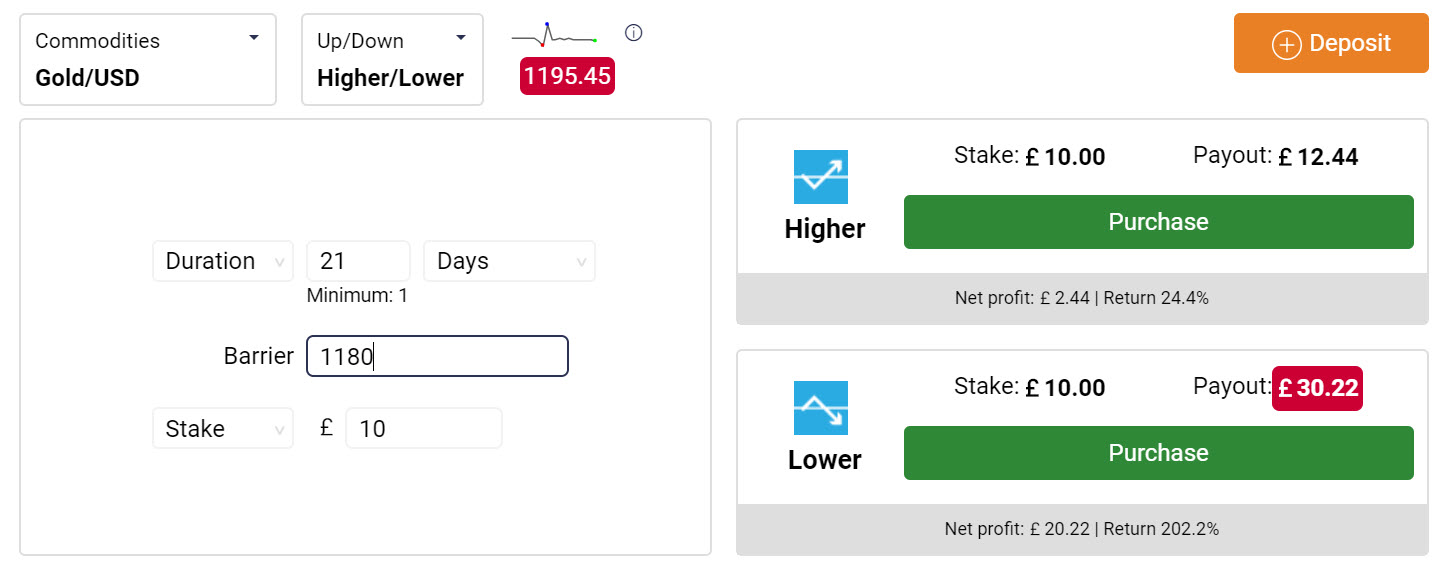 Commodities
Gold/USD
Up/Down
Higher/Lower
1195.45
Deposit
Duration 21 Days
Minimum: 1
Barrier 1180
Stake £ 10
Stake: £ 10.00 Payout: £ 12.44
Higher
Purchase
Net profit: £ 2.44 | Return 24.4%
Stake: £ 10.00 Payout: £ 30.22
Lower
Purchase
Net profit: £ 20.22 | Return 202.2%